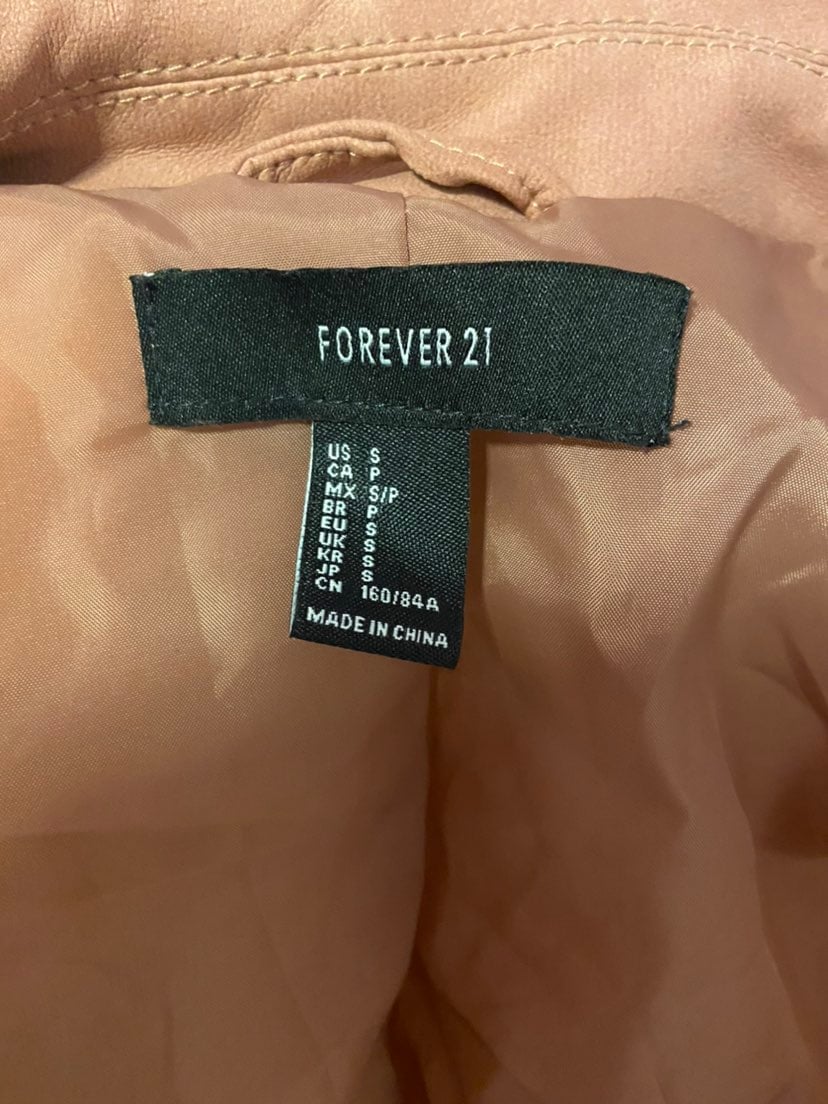 FOREVER 21
US S
CA P
MX S/P
BR P
EU S
UK S
KR S
JP S
CN 160/84A
MADE IN CHINA